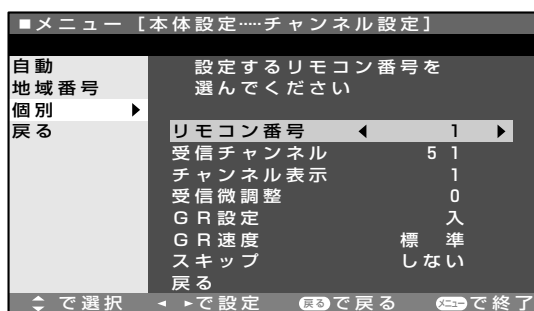 ■メニュー [本体設定……チャンネル設定]
自動
地域番号
個別 ▶
戻る
設定するリモコン番号を
選んでください
リモコン番号 ◀ 1 ▶
受信チャンネル 51
チャンネル表示 1
受信微調整 0
GR設定 入
GR速度 標 準
スキップ しない
戻る
で選択 ◀ ▶で設定 戻るで戻る メニューで終了